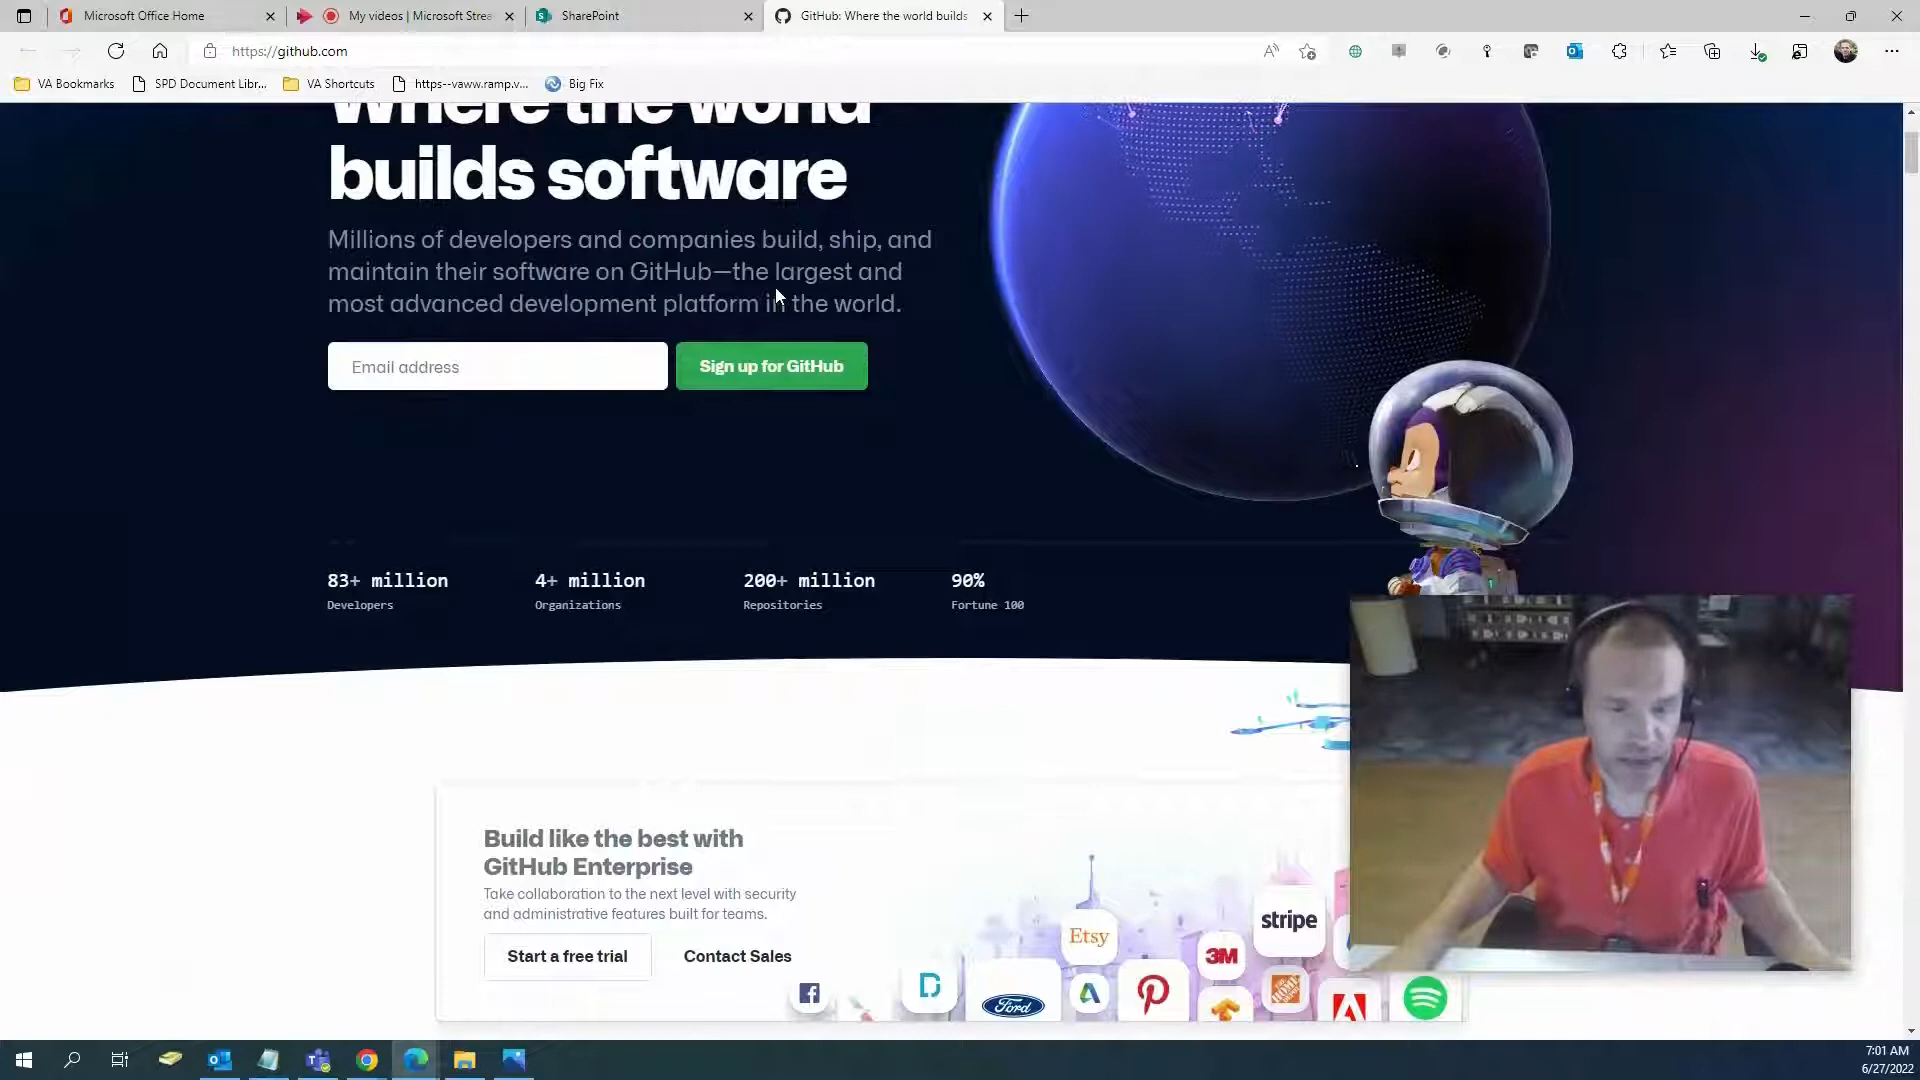 Microsoft Office Home
My videos | Microsoft Strea
SharePoint
GitHub: Where the world builds
https://github.com
VA Bookmarks
SPD Document Libr...
VA Shortcuts
https--vaww.ramp.v...
Big Fix
Where the world
builds software
Millions of developers and companies build, ship, and
maintain their software on GitHub—the largest and
most advanced development platform in the world.
Email address
Sign up for GitHub
83+ million
Developers
4+ million
Organizations
200+ million
Repositories
90%
Fortune 100
Build like the best with
GitHub Enterprise
Take collaboration to the next level with security
and administrative features built for teams.
Start a free trial
Contact Sales
Etsy
stripe
3M
Ford
7:01 AM
6/27/2022